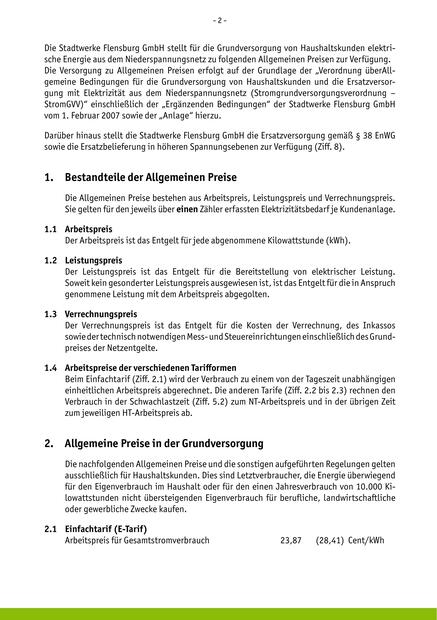 - 2 -
Die Stadtwerke Flensburg GmbH stellt für die Grundversorgung von Haushaltskunden elektri-
sche Energie aus dem Niederspannungsnetz zu folgenden Allgemeinen Preisen zur Verfügung.
Die Versorgung zu Allgemeinen Preisen erfolgt auf der Grundlage der „Verordnung überAll-
gemeine Bedingungen für die Grundversorgung von Haushaltskunden und die Ersatzversor-
gung mit Elektrizität aus dem Niederspannungsnetz (Stromgrundversorgungsverordnung –
StromGVV)“ einschließlich der „Ergänzenden Bedingungen“ der Stadtwerke Flensburg GmbH
vom 1. Februar 2007 sowie der „Anlage“ hierzu.
Darüber hinaus stellt die Stadtwerke Flensburg GmbH die Ersatzversorgung gemäß § 38 EnWG
sowie die Ersatzbelieferung in höheren Spannungsebenen zur Verfügung (Ziff. 8).
1. Bestandteile der Allgemeinen Preise
Die Allgemeinen Preise bestehen aus Arbeitspreis, Leistungspreis und Verrechnungspreis.
Sie gelten für den jeweils über einen Zähler erfassten Elektrizitätsbedarf je Kundenanlage.
1.1 Arbeitspreis
Der Arbeitspreis ist das Entgelt für jede abgenommene Kilowattstunde (kWh).
1.2 Leistungspreis
Der Leistungspreis ist das Entgelt für die Bereitstellung von elektrischer Leistung.
Soweit kein gesonderter Leistungspreis ausgewiesen ist, ist das Entgelt für die in Anspruch
genommene Leistung mit dem Arbeitspreis abgegolten.
1.3 Verrechnungspreis
Der Verrechnungspreis ist das Entgelt für die Kosten der Verrechnung, des Inkassos
sowie der technisch notwendigen Mess- und Steuereinrichtungen einschließlich des Grund-
preises der Netzentgelte.
1.4 Arbeitspreise der verschiedenen Tarifformen
Beim Einfachtarif (Ziff. 2.1) wird der Verbrauch zu einem von der Tageszeit unabhängigen
einheitlichen Arbeitspreis abgerechnet. Die anderen Tarife (Ziff. 2.2 bis 2.3) rechnen den
Verbrauch in der Schwachlastzeit (Ziff. 5.2) zum NT-Arbeitspreis und in der übrigen Zeit
zum jeweiligen HT-Arbeitspreis ab.
2. Allgemeine Preise in der Grundversorgung
Die nachfolgenden Allgemeinen Preise und die sonstigen aufgeführten Regelungen gelten
ausschließlich für Haushaltskunden. Dies sind Letztverbraucher, die Energie überwiegend
für den Eigenverbrauch im Haushalt oder für den einen Jahresverbrauch von 10.000 Ki-
lowattstunden nicht übersteigenden Eigenverbrauch für berufliche, landwirtschaftliche
oder gewerbliche Zwecke kaufen.
2.1 Einfachtarif (E-Tarif)
Arbeitspreis für Gesamtstromverbrauch 23,87 (28,41) Cent/kWh